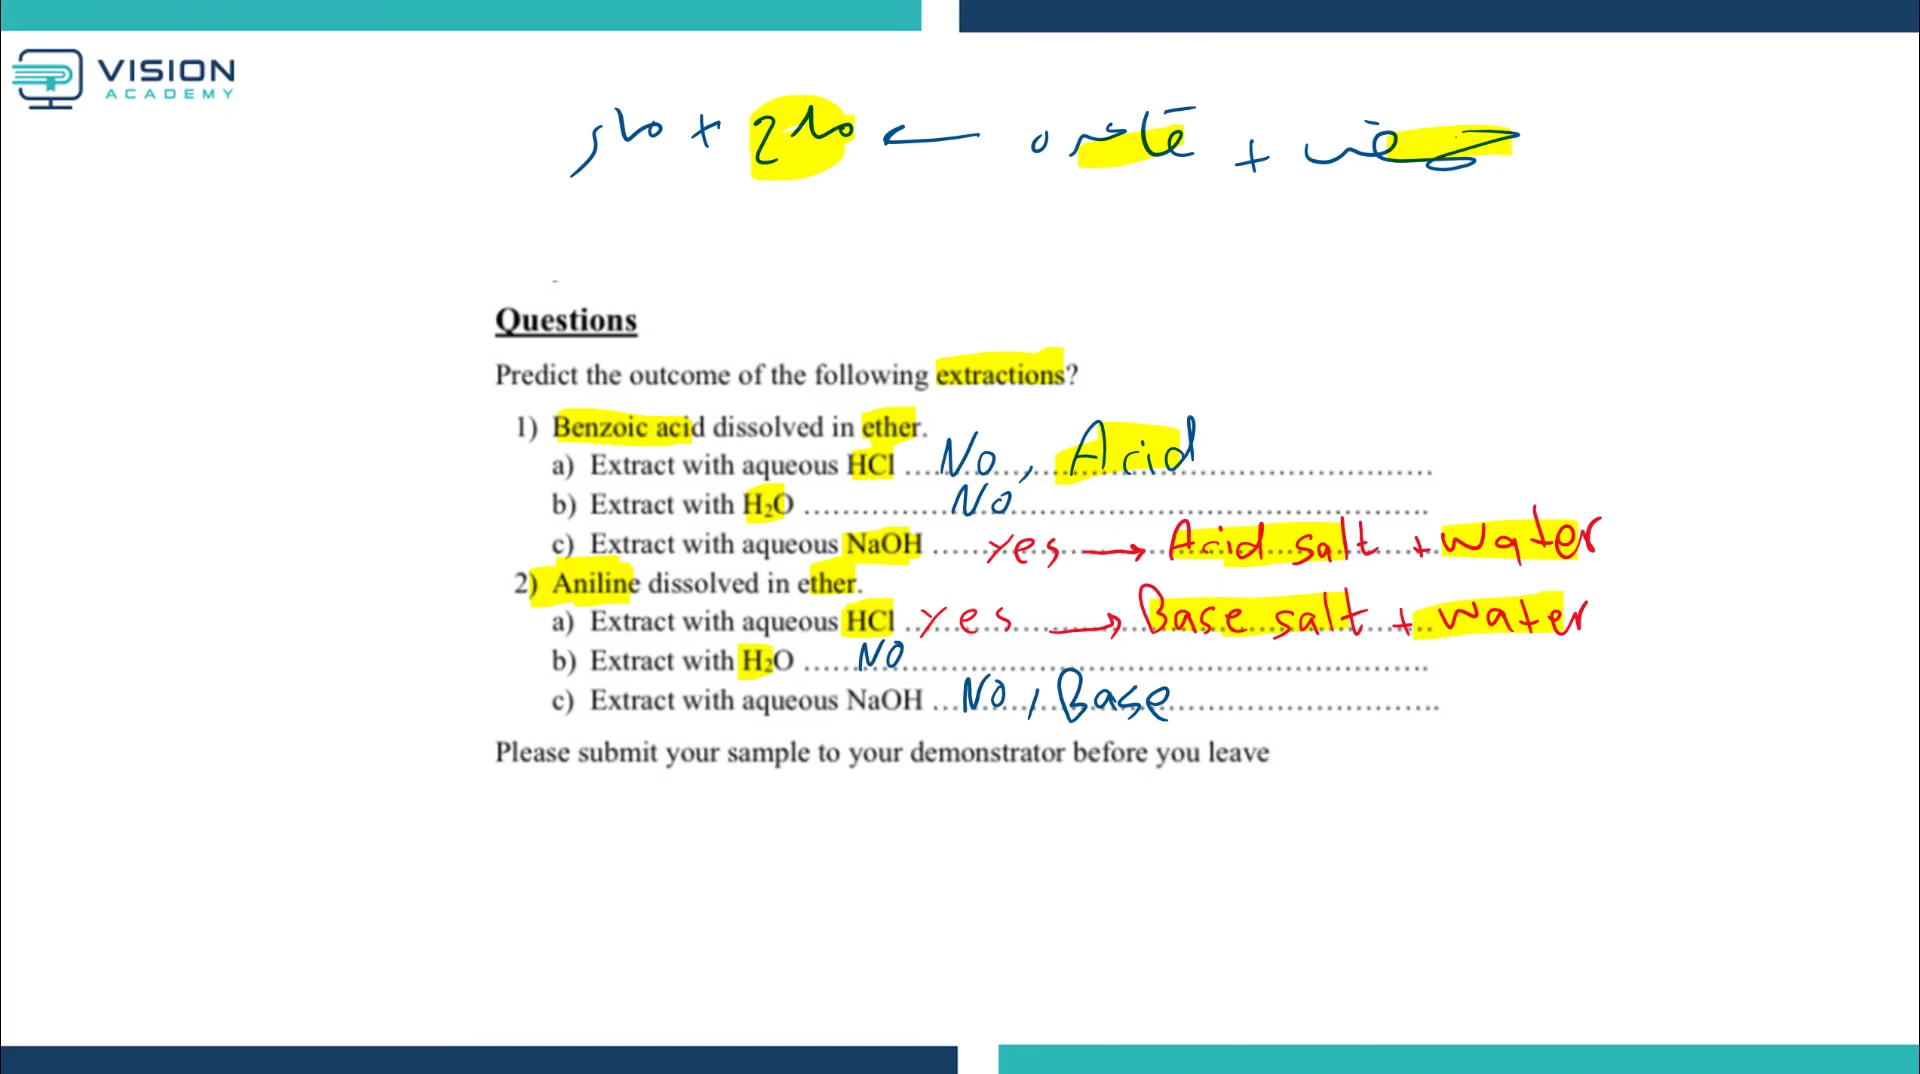 VISION
ACADEMY
حمض + قاعدة ← ملح + ماء
Questions
Predict the outcome of the following extractions?
1) Benzoic acid dissolved in ether.
a) Extract with aqueous HCl .... No, Acid
b) Extract with H₂O .... No
c) Extract with aqueous NaOH .... yes → Acid salt + water
2) Aniline dissolved in ether.
a) Extract with aqueous HCl .... yes → Base salt + water
b) Extract with H₂O .... NO
c) Extract with aqueous NaOH .... NO, Base
Please submit your sample to your demonstrator before you leave